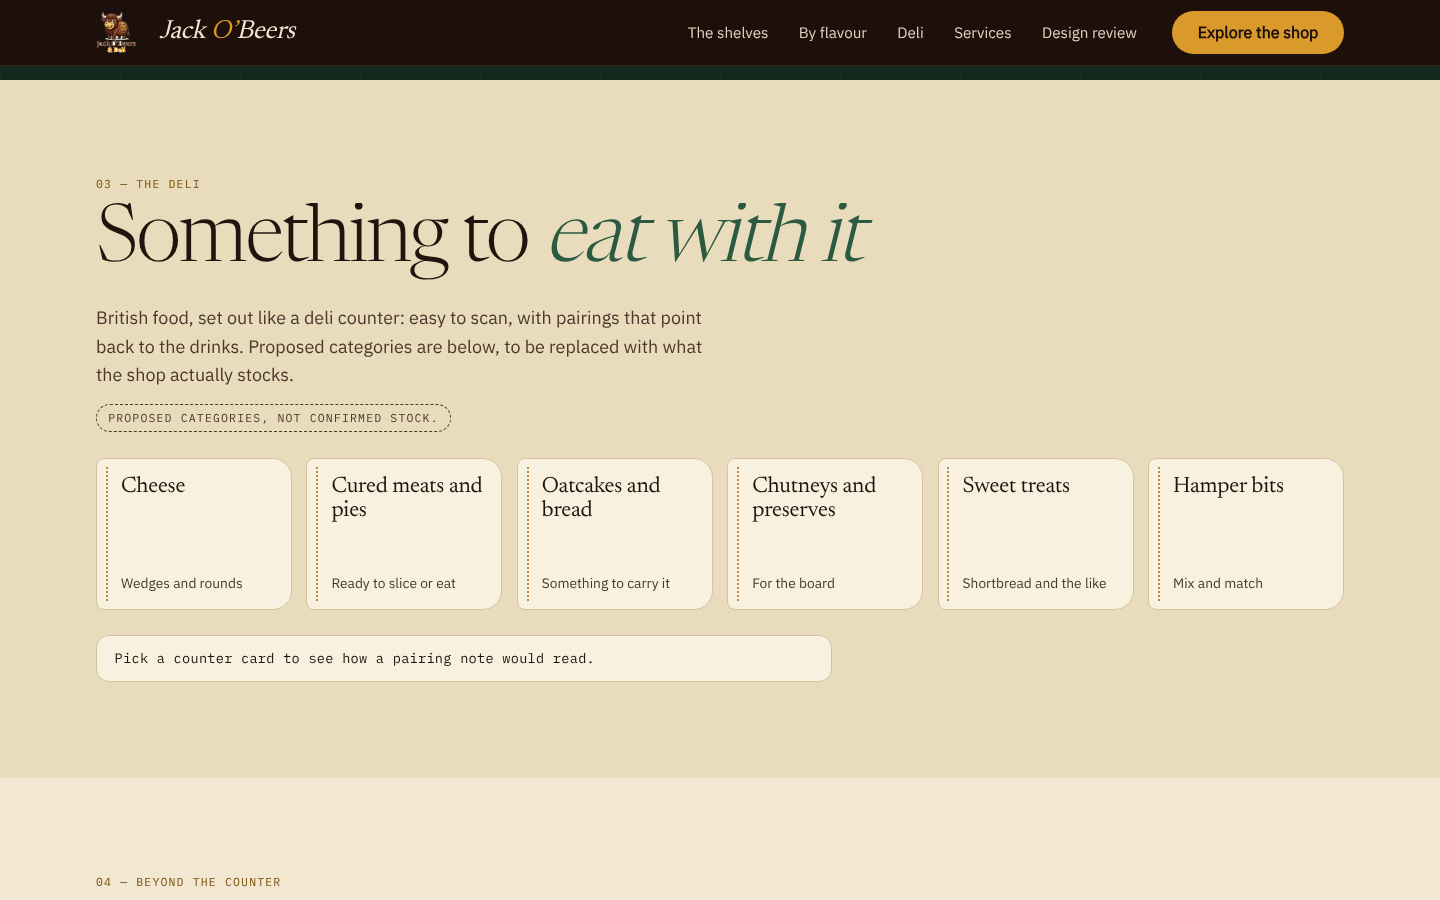 Jack O'Beers
Jack O’Beers
The shelves
By flavour
Deli
Services
Design review
Explore the shop
03 — THE DELI
Something to eat with it
British food, set out like a deli counter: easy to scan, with pairings that point
back to the drinks. Proposed categories are below, to be replaced with what
the shop actually stocks.
PROPOSED CATEGORIES, NOT CONFIRMED STOCK.
Cheese
Wedges and rounds
Cured meats and
pies
Ready to slice or eat
Oatcakes and
bread
Something to carry it
Chutneys and
preserves
For the board
Sweet treats
Shortbread and the like
Hamper bits
Mix and match
Pick a counter card to see how a pairing note would read.
04 — BEYOND THE COUNTER